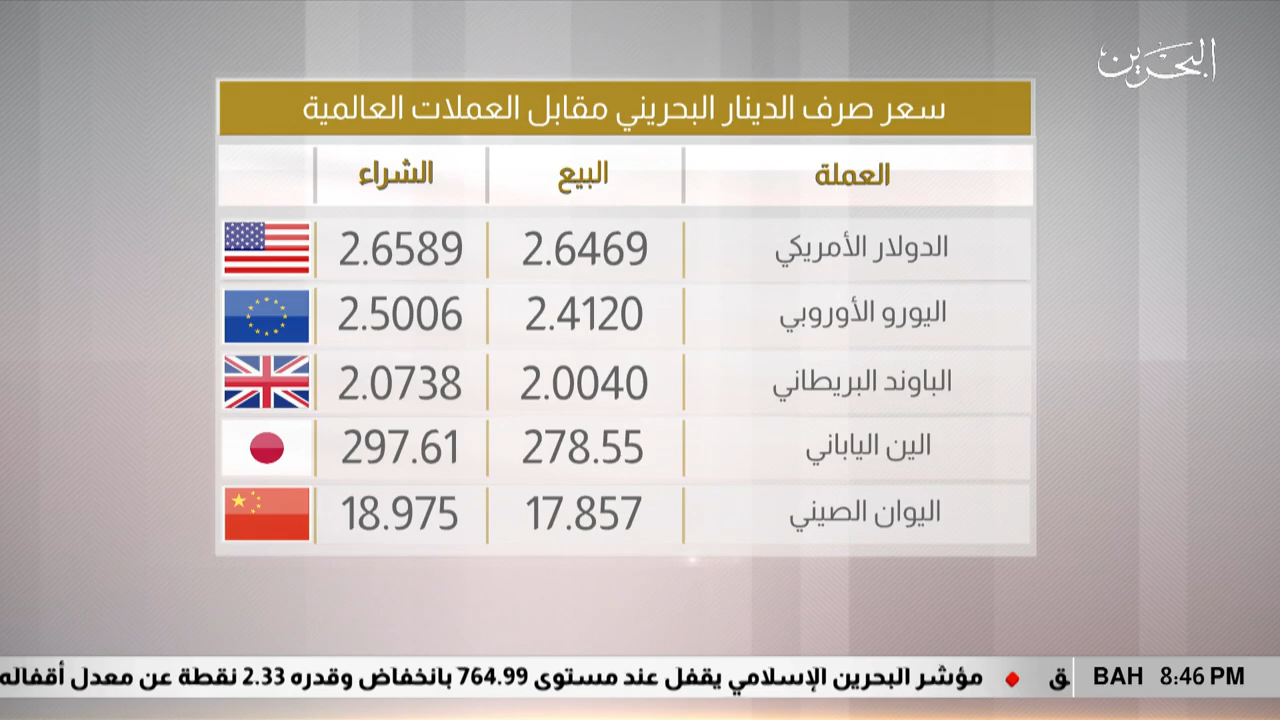 البحرين
سعر صرف الدينار البحريني مقابل العملات العالمية
العملة البيع الشراء
الدولار الأمريكي 2.6469 2.6589
اليورو الأوروبي 2.4120 2.5006
الباوند البريطاني 2.0040 2.0738
الين الياباني 278.55 297.61
اليوان الصيني 17.857 18.975
BAH 8:46 PM
ق ♦ مؤشر البحرين الإسلامي يقفل عند مستوى 764.99 بانخفاض وقدره 2.33 نقطة عن معدل أقفاله